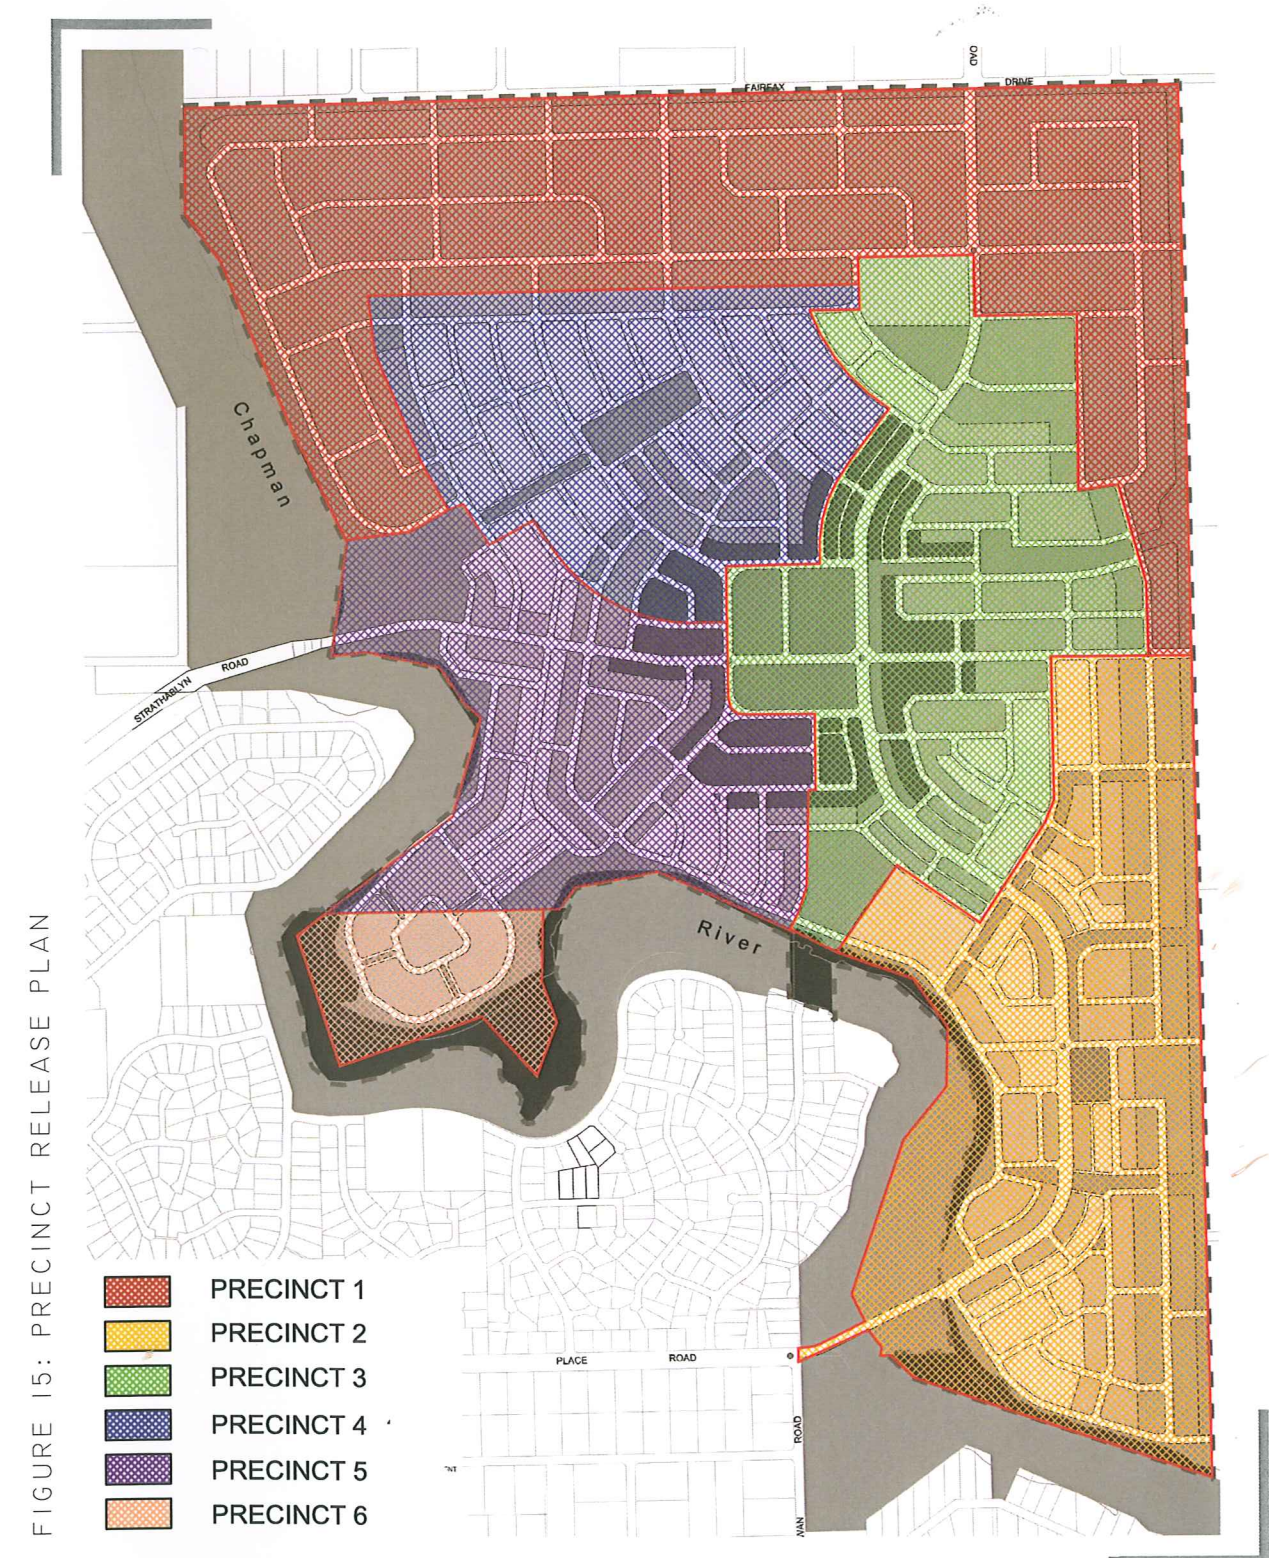 OAD
FAIRFAX DRIVE
Chapman
STRATHABLYN ROAD
River
PLACE ROAD
ROAD
FIGURE 15: PRECINCT RELEASE PLAN
PRECINCT 1
PRECINCT 2
PRECINCT 3
PRECINCT 4
PRECINCT 5
PRECINCT 6